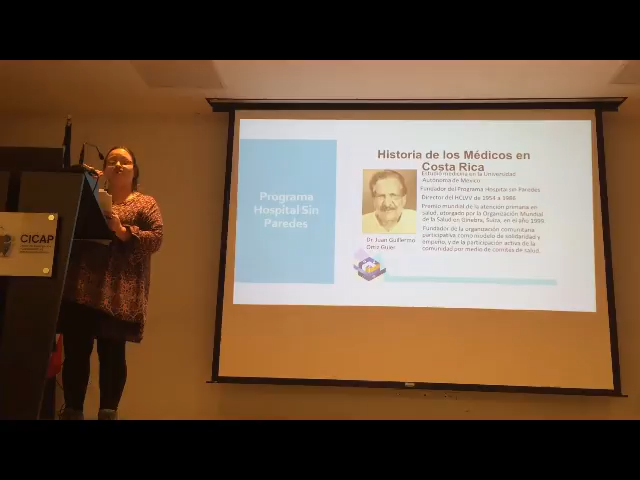 CICAP
Programa
Hospital Sin
Paredes
Historia de los Médicos en
Costa Rica
Estudió medicina en la Universidad
Autónoma de México
Fundador del Programa Hospital sin Paredes
Director del HCLVV de 1954 a 1986
Premio mundial de la atención primaria en
salud, otorgado por la Organización Mundial
de la Salud en Ginebra, Suiza, en el año
Fundador de la organización comunitaria
participativa como modelo de solidaridad y
empuño, y de la participación activa de la
comunidad por medio de comités de salud.
Dr. Juan Guillermo
Ortiz Guier